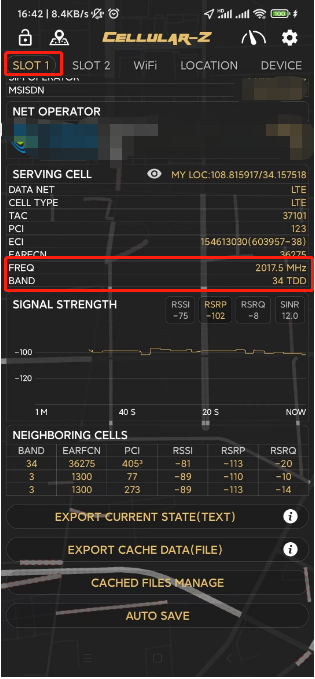 16:42 | 8.4KB/s
CELLULAR-Z
SLOT 1 SLOT 2 WiFi LOCATION DEVICE
SIM OPERATOR
MSISDN
NET OPERATOR
SERVING CELL MY LOC:108.815917/34.157518
DATA NET LTE
CELL TYPE LTE
TAC 37101
PCI 123
ECI 154613030(603957-38)
EARFCN 36275
FREQ 2017.5 MHz
BAND 34 TDD
SIGNAL STRENGTH
RSSI RSRP RSRQ SINR
-75 -102 -8 12.0
-100
-120
1 M 40 S 20 S NOW
NEIGHBORING CELLS
BAND EARFCN PCI RSSI RSRP RSRQ
34 36275 405³ -81 -113 -20
3 1300 77 -89 -110 -10
3 1300 273 -89 -113 -14
EXPORT CURRENT STATE(TEXT)
EXPORT CACHE DATA(FILE)
CACHED FILES MANAGE
AUTO SAVE